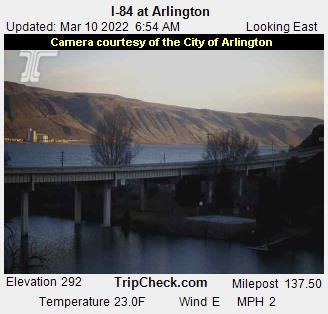 I-84 at Arlington
Updated: Mar 10 2022 6:54 AM Looking East
Camera courtesy of the City of Arlington
Elevation 292 TripCheck.com Milepost 137.50
Temperature 23.0F Wind E MPH 2